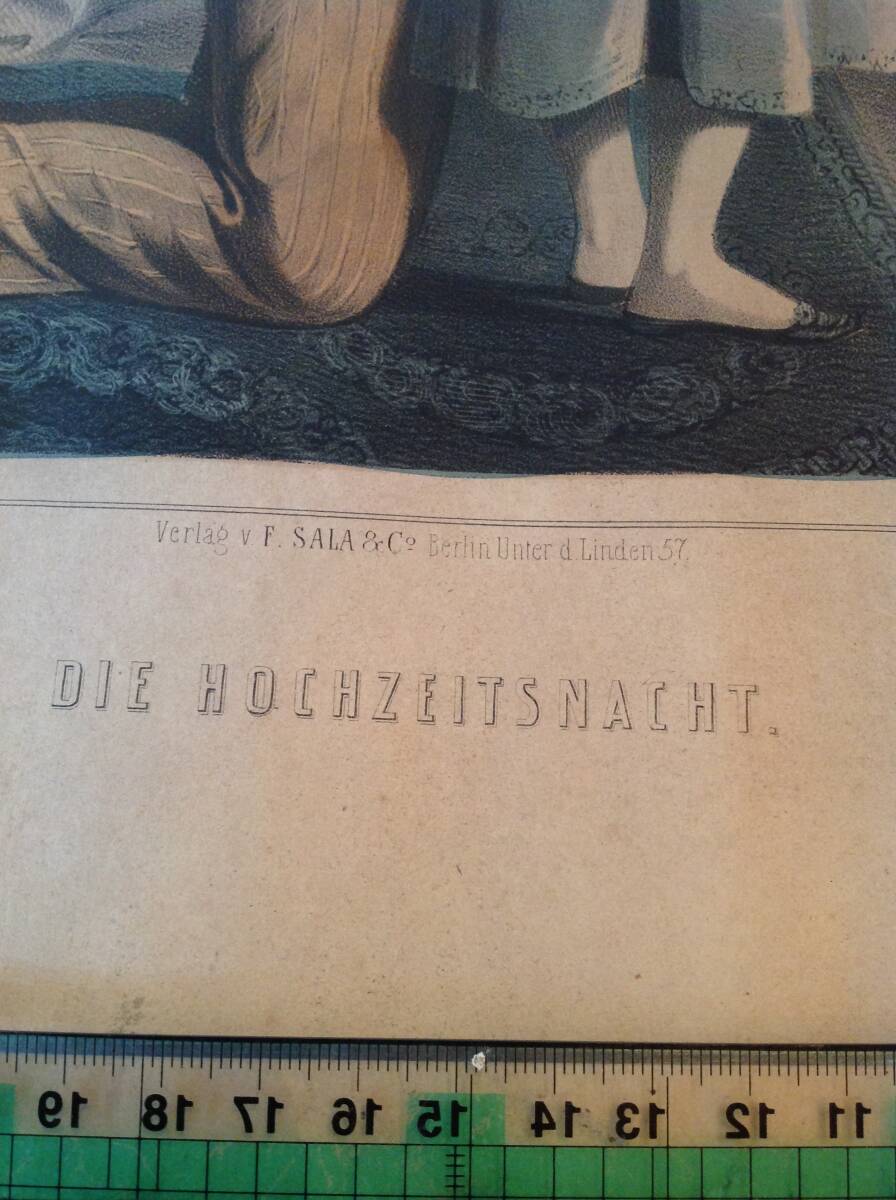 Verlag v F. SALA & Cº Berlin Unter d. Linden 57.
DIE HOCHZEITSNACHT.
19 18 17 16 15 14 13 12 11